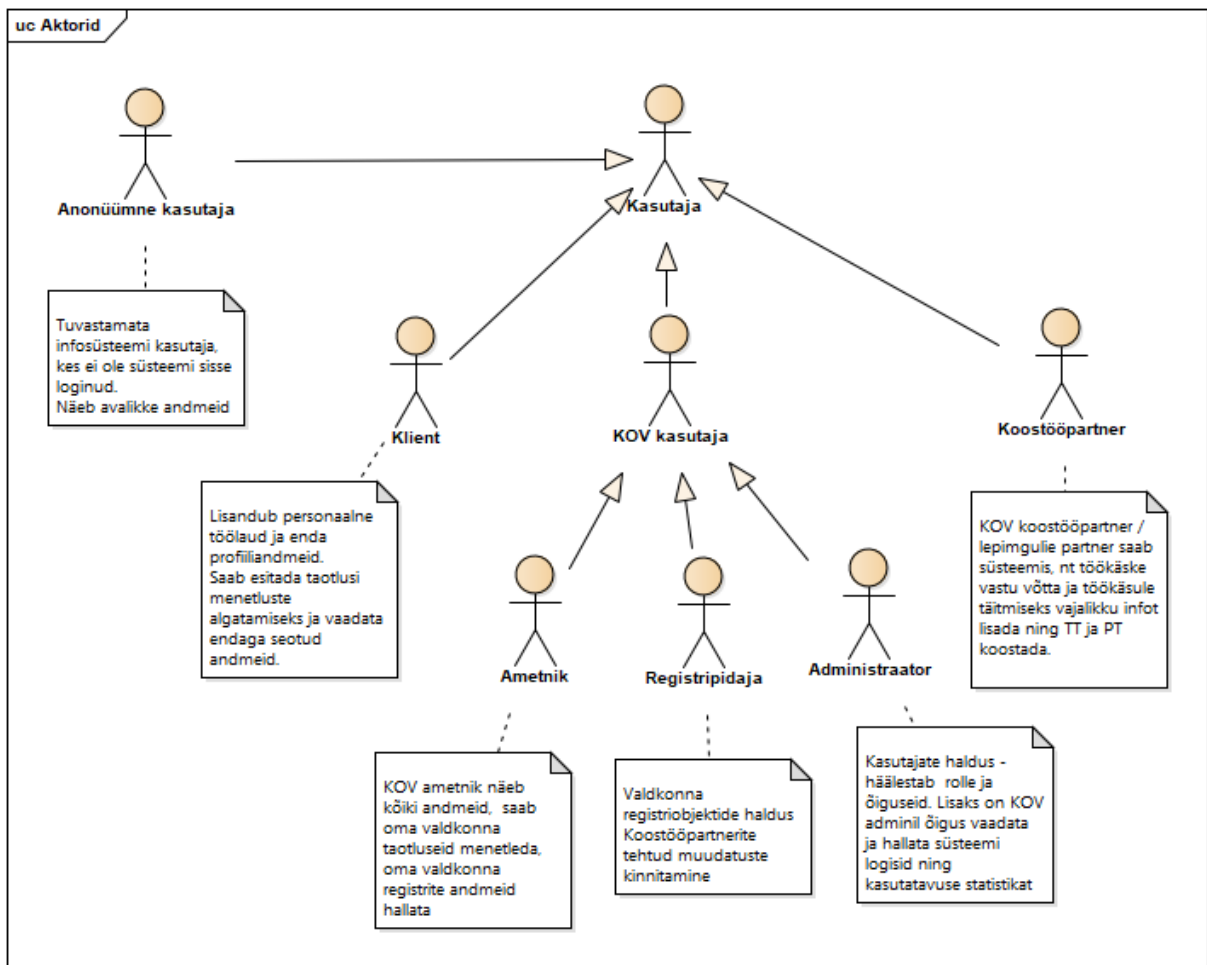 uc Aktorid
Anonüümne kasutaja
Kasutaja
Tuvastamata
infosüsteemi kasutaja,
kes ei ole süsteemi sisse
loginud.
Näeb avalikke andmeid
Klient
KOV kasutaja
Koostööpartner
Lisandub personaalne
töölaud ja enda
profiiliandmeid.
Saab esitada taotlusi
menetluste
algatamiseks ja vaadata
endaga seotud
andmeid.
KOV koostööpartner /
lepimgulie partner saab
süsteemis, nt töökäske
vastu võtta ja töökäsule
täitmiseks vajalikku infot
lisada ning TT ja PT
koostada.
Ametnik
Registripidaja
Administraator
KOV ametnik näeb
kõiki andmeid, saab
oma valdkonna
taotluseid menetleda,
oma valdkonna
registrite andmeid
hallata
Valdkonna
registriobjektide haldus
Koostööpartnerite
tehtud muudatuste
kinnitamine
Kasutajate haldus -
häälestab rolle ja
õiguseid. Lisaks on KOV
adminil õigus vaadata
ja hallata süsteemi
logisid ning
kasutatavuse statistikat